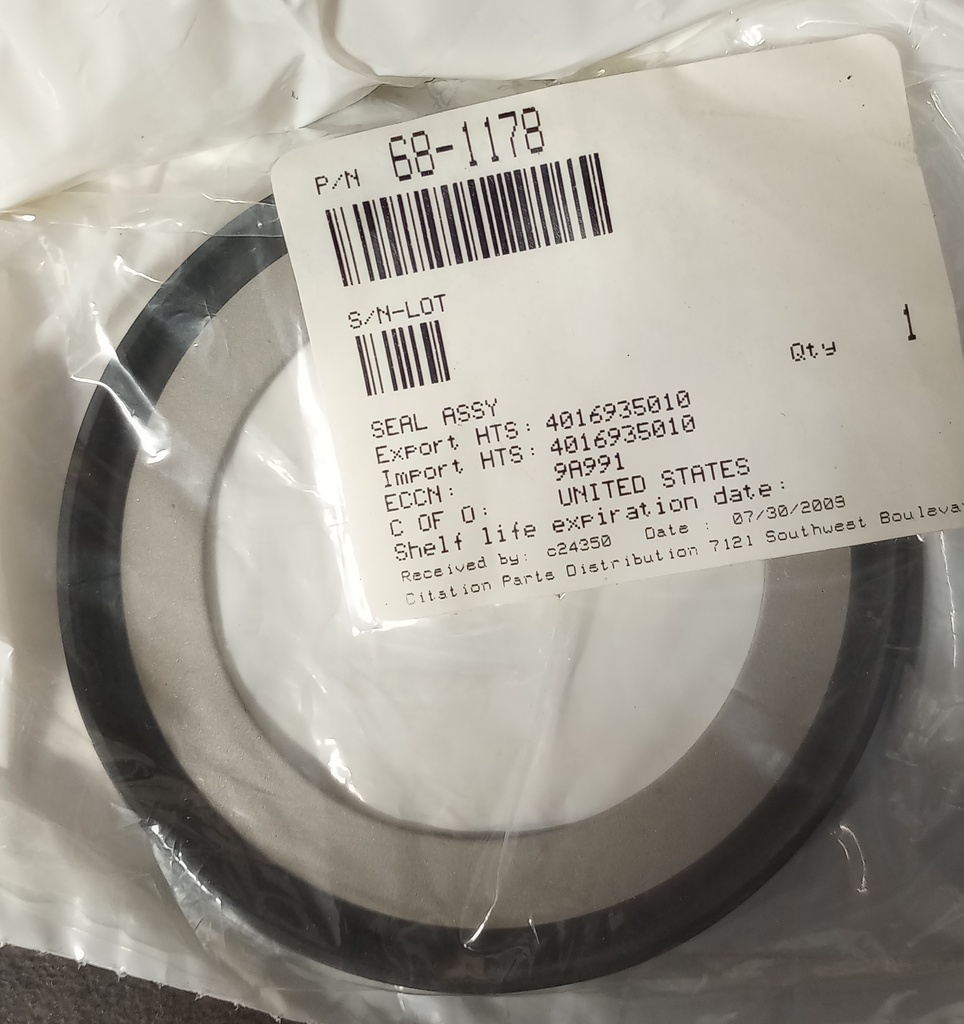 P/N 68-1178
S/N-LOT
Qty 1
SEAL ASSY
Export HTS: 4016935010
Import HTS: 4016935010
ECCN: 9A991
C OF O: UNITED STATES
Shelf life expiration date:
Received by: c24350 Date : 07/30/2009
Citation Parts Distribution 7121 Southwest Bouleva